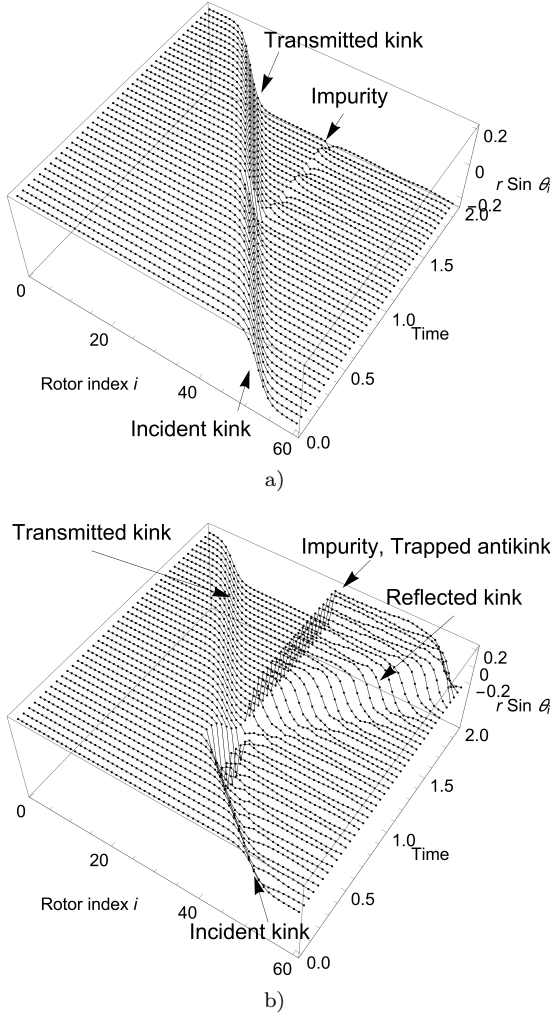 Transmitted kink
Impurity
0.2
0
r Sin θi
−0.2
2.0
1.5
1.0
Time
0.5
0.0
0
20
40
60
Rotor index i
Incident kink
a)
Transmitted kink
Impurity, Trapped antikink
Reflected kink
0.2
0
−0.2
r Sin θi
2.0
1.5
1.0
Time
0.5
0.0
0
20
40
60
Rotor index i
Incident kink
b)